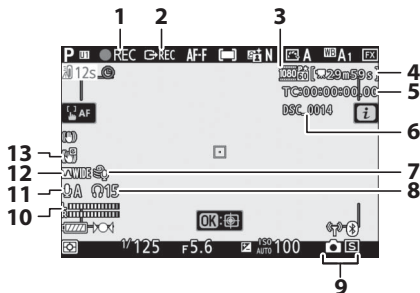 1 2 3
P U1 REC REC AF-F N A WB A1 FX
12s 1080 60 [29m59s] 4
TC:00:00:00.00 5
AF DSC_0014 i
6
13
12 WIDE 7
11 A 15 8
10 OK:
1/125 F5.6 ISO AUTO 100 S
9